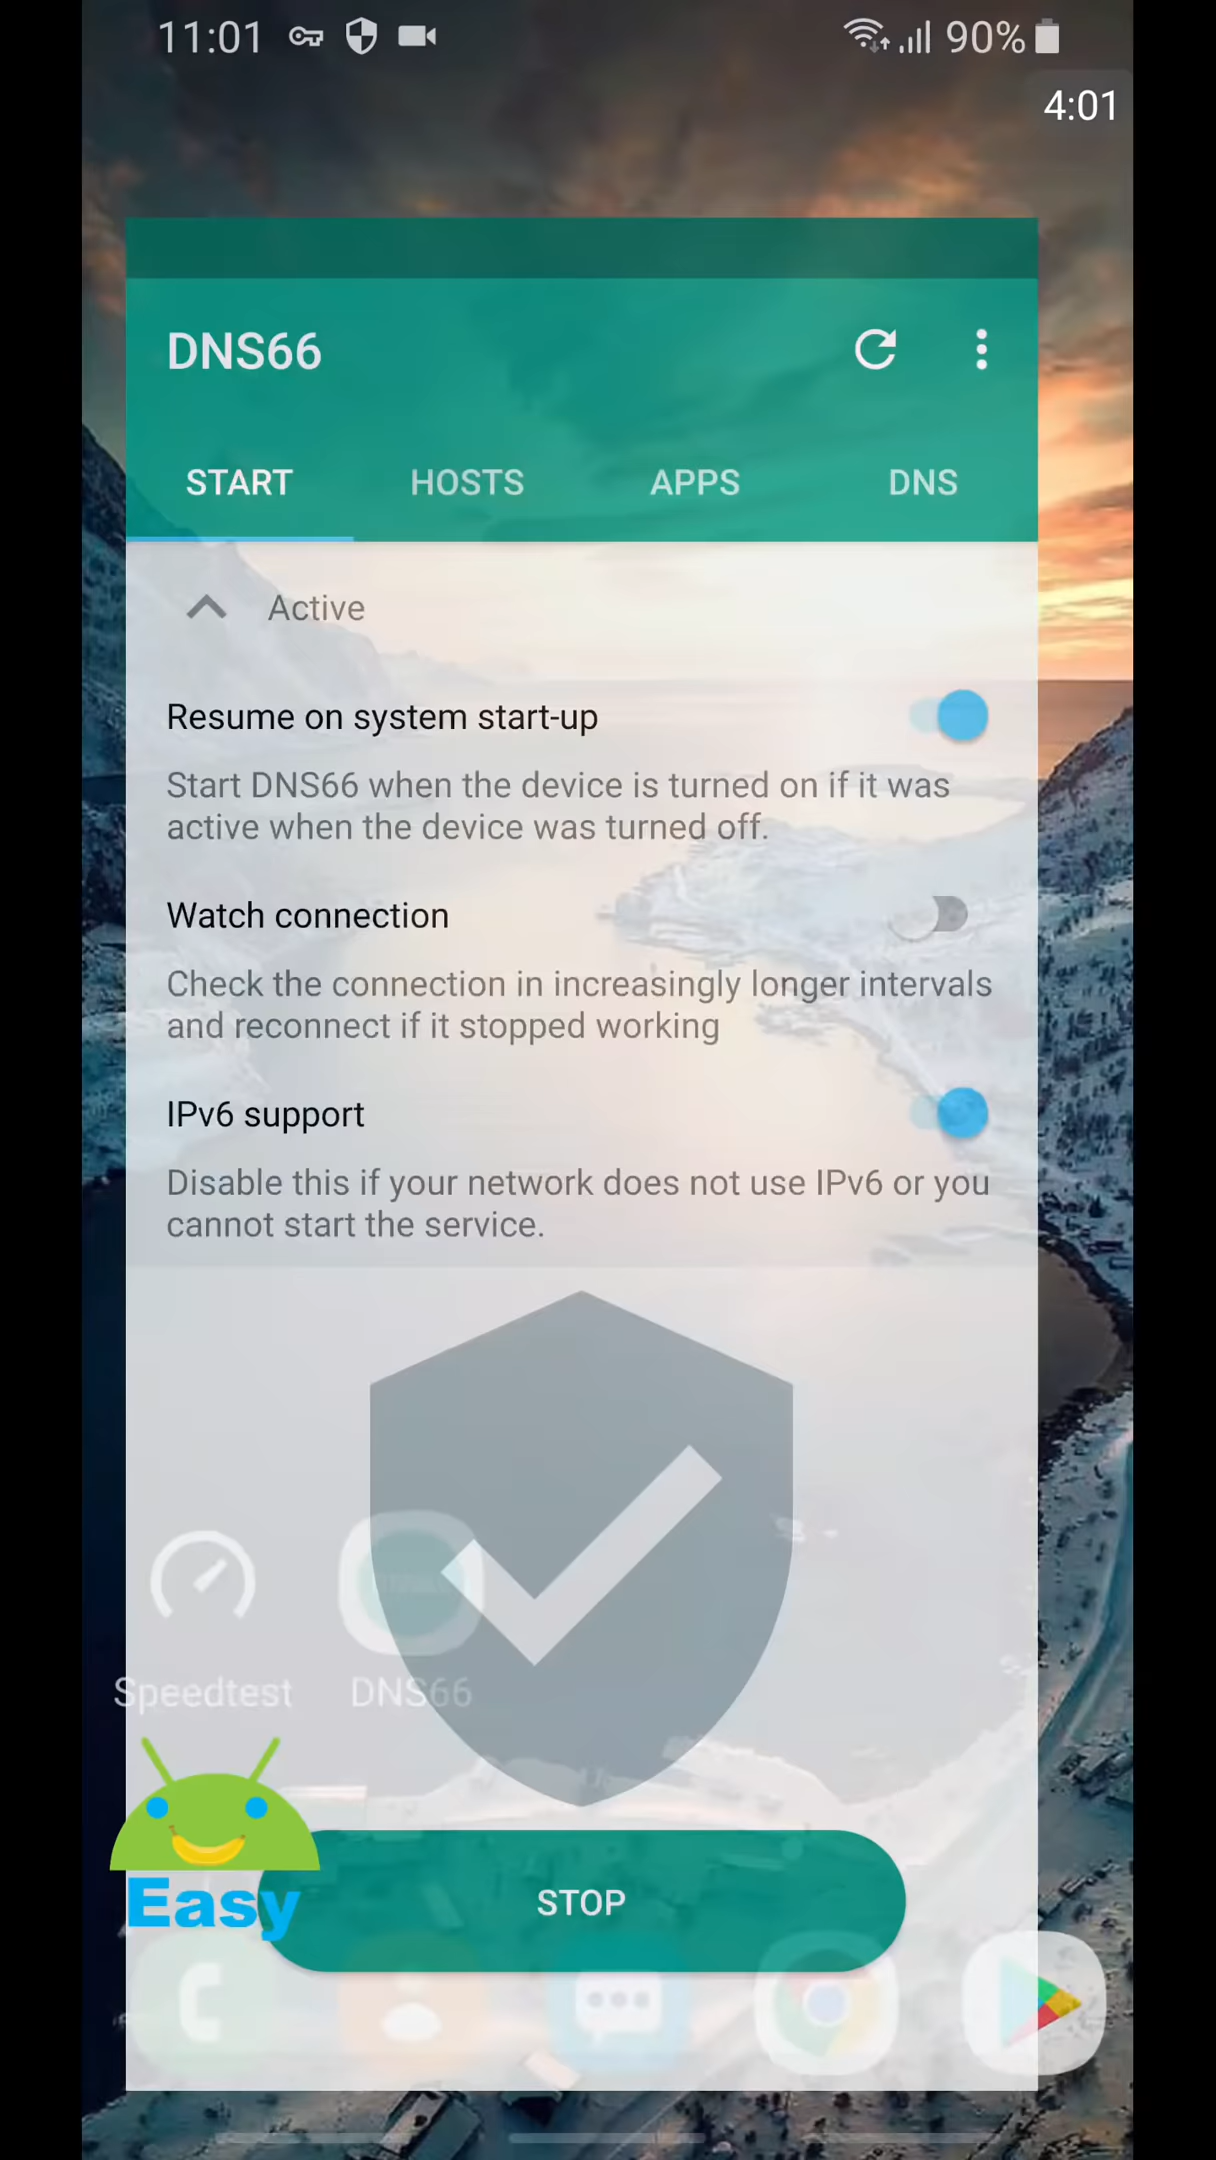 11:01
90%
4:01
DNS66
START
HOSTS
APPS
DNS
Active
Resume on system start-up
Start DNS66 when the device is turned on if it was
active when the device was turned off.
Watch connection
Check the connection in increasingly longer intervals
and reconnect if it stopped working
IPv6 support
Disable this if your network does not use IPv6 or you
cannot start the service.
Speedtest
DNS66
Easy
STOP